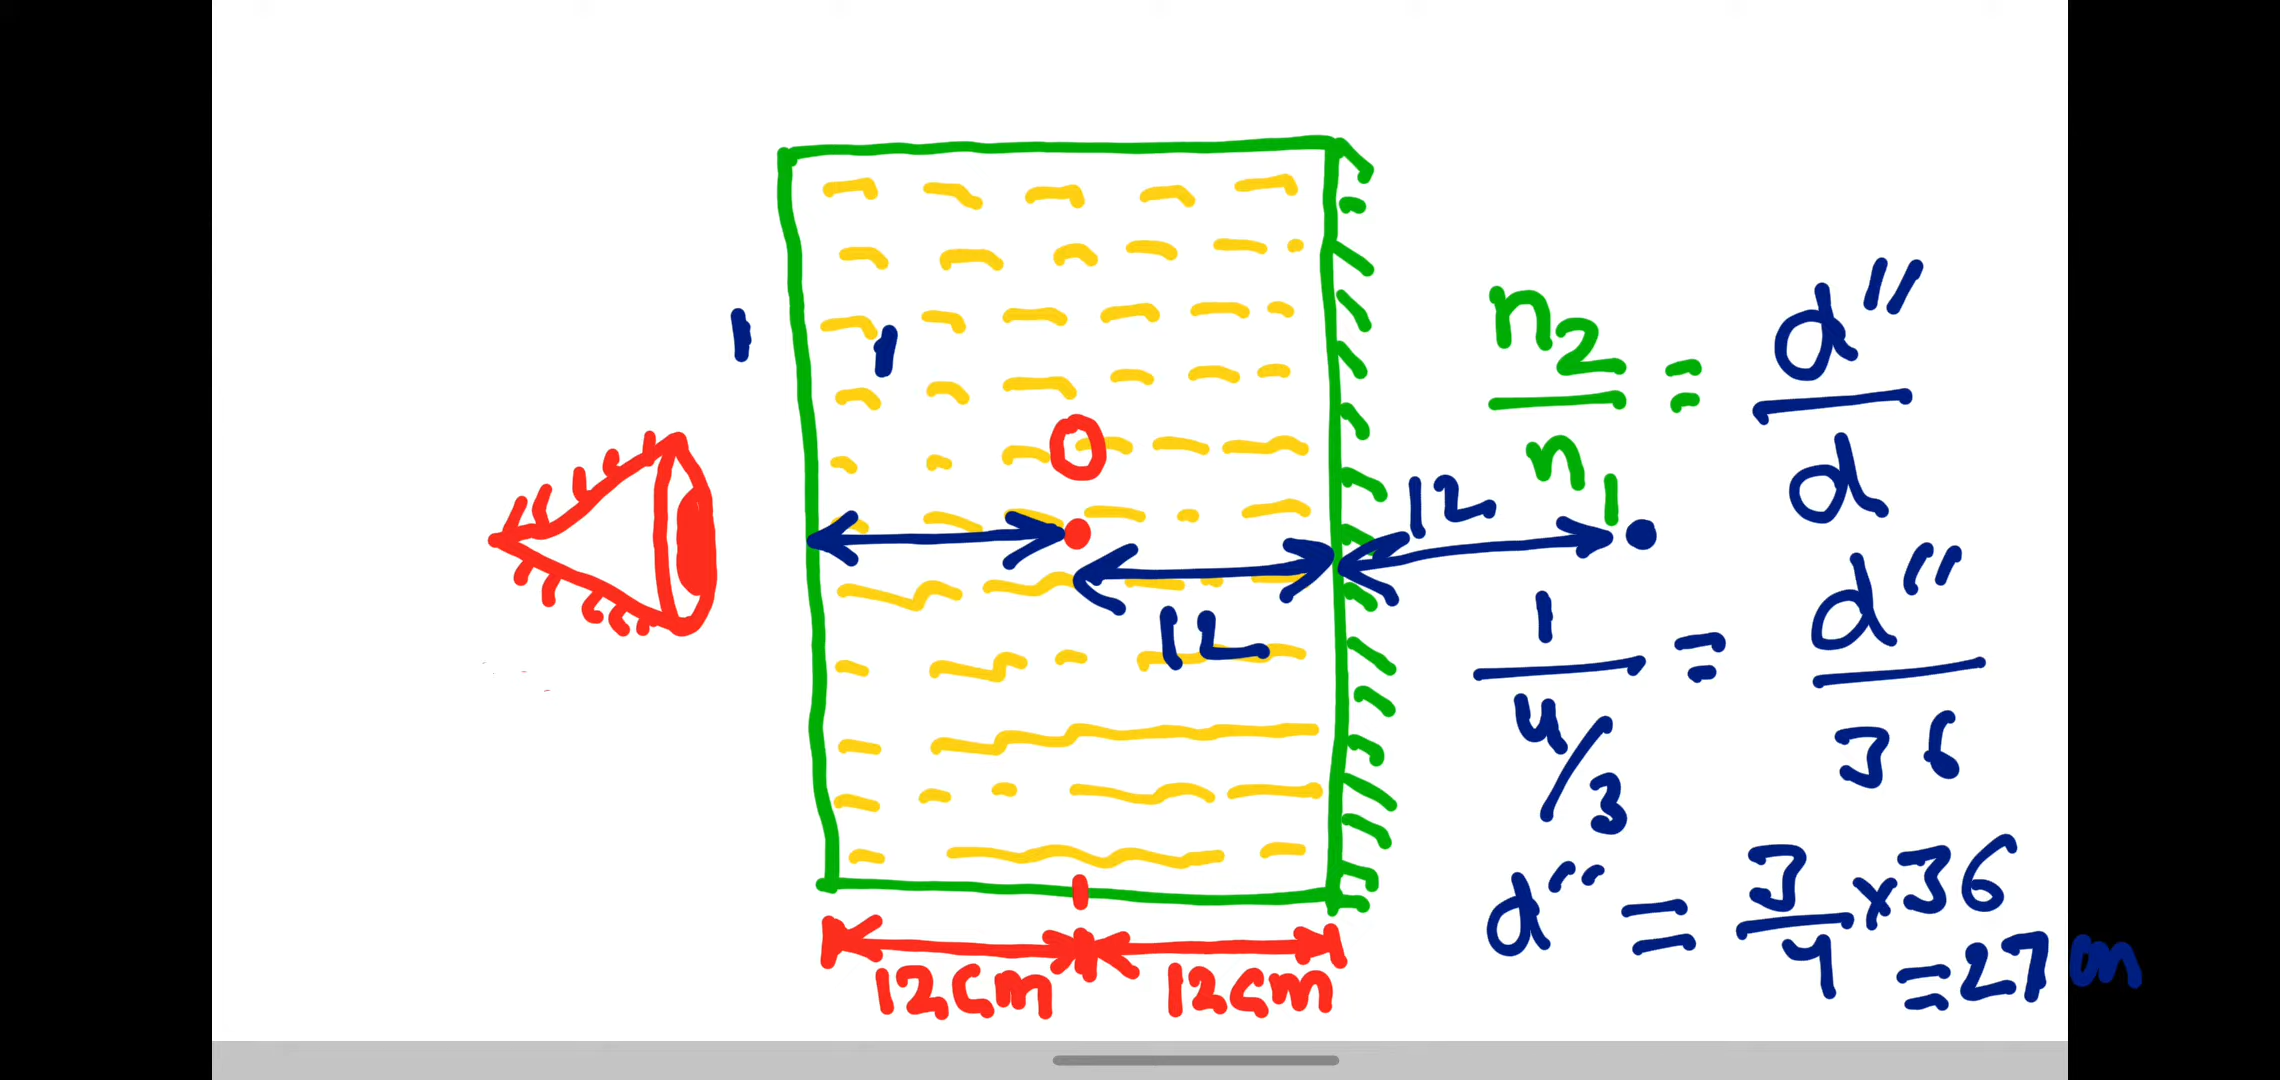 1 1
O
n2/n1 = d"/d
12
12
1/(4/3) = d"/36
d" = 3/4 × 36
= 27 cm
12cm 12cm